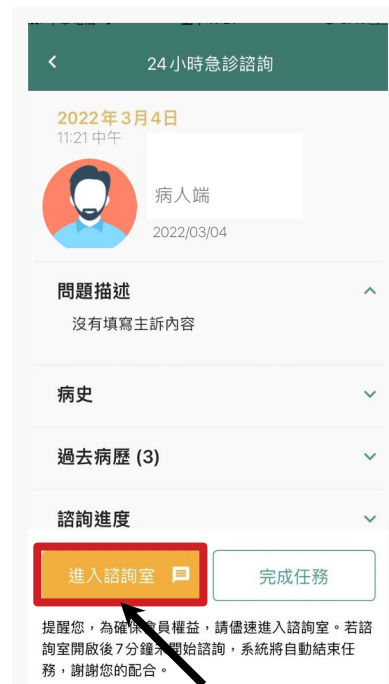 24小時急診諮詢
2022年3月4日
11:21 中午
病人端
2022/03/04
問題描述
沒有填寫主訴內容
病史
過去病歷 (3)
諮詢進度
進入諮詢室
完成任務
提醒您，為確保會員權益，請儘速進入諮詢室。若諮
詢室開啟後7分鐘未開始諮詢，系統將自動結束任
務，謝謝您的配合。